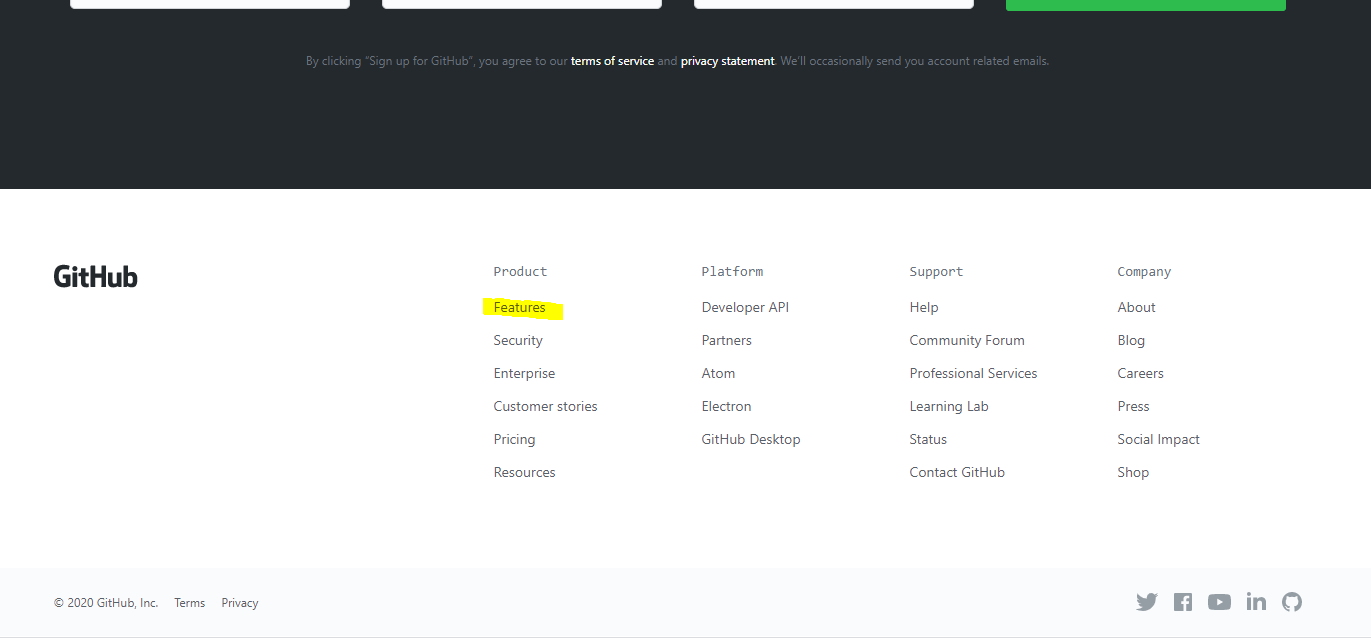 By clicking “Sign up for GitHub”, you agree to our terms of service and privacy statement. We’ll occasionally send you account related emails.
GitHub
Product
Features
Security
Enterprise
Customer stories
Pricing
Resources
Platform
Developer API
Partners
Atom
Electron
GitHub Desktop
Support
Help
Community Forum
Professional Services
Learning Lab
Status
Contact GitHub
Company
About
Blog
Careers
Press
Social Impact
Shop
© 2020 GitHub, Inc. Terms Privacy